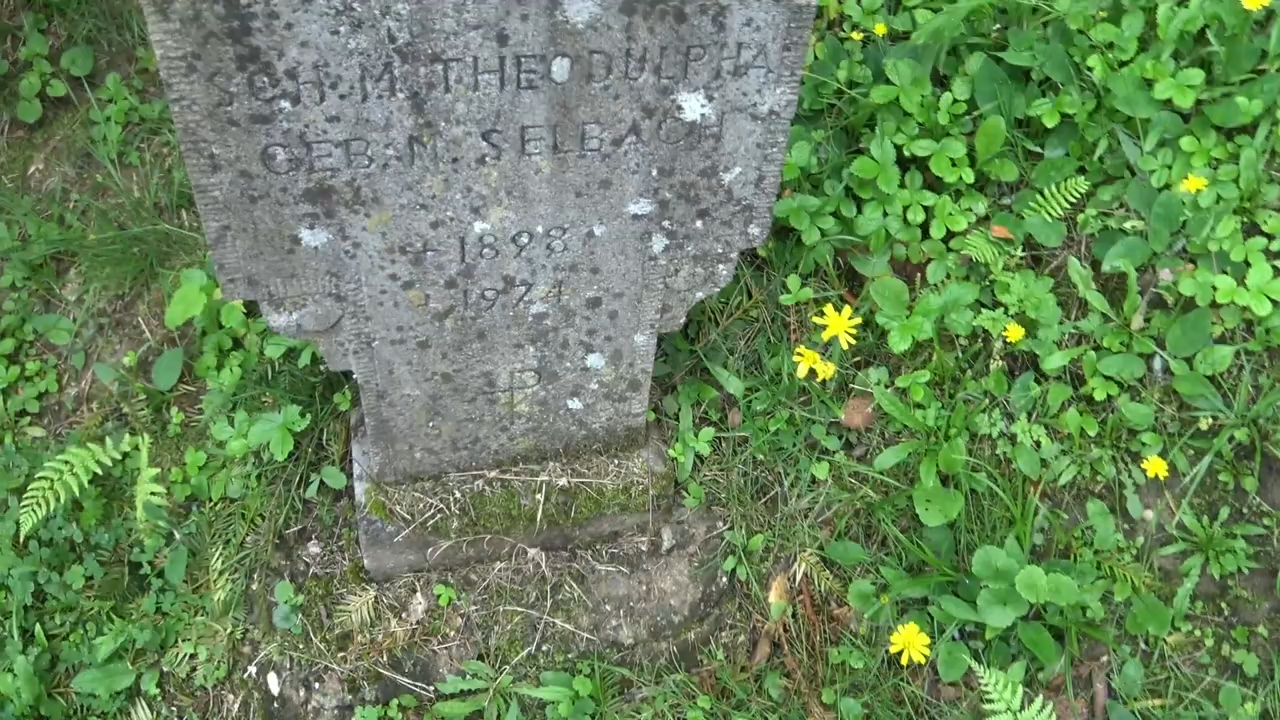 SCH. M. THEODULPHA
GEB. M. SELBACH
1898
1974